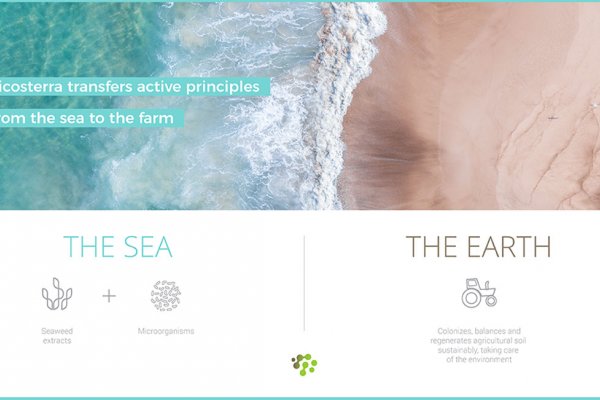 icosterra transfers active principles
rom the sea to the farm
THE SEA
THE EARTH
+
Seaweed
extracts
Microorganisms
Colonizes, balances and
regenerates agricultural soil
sustainably, taking care
of the environment